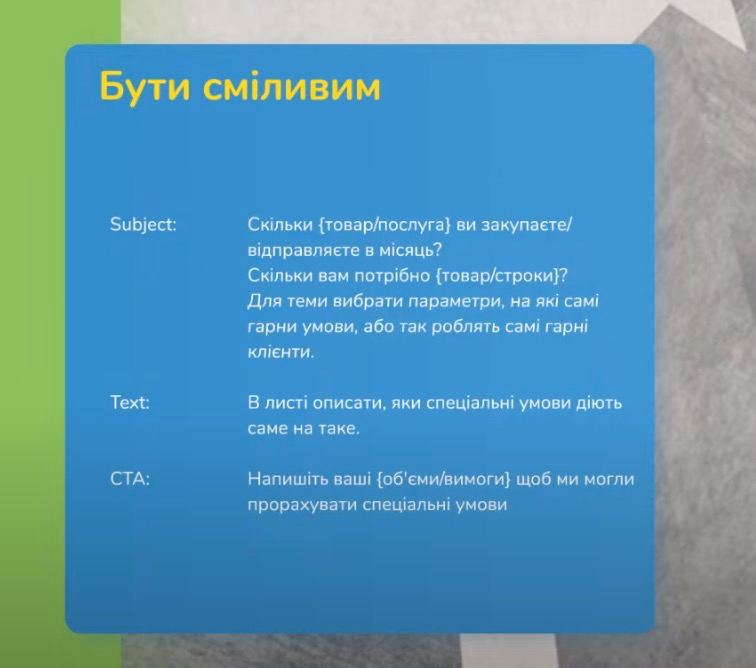 Бути сміливим
Subject: Скільки {товар/послуга} ви закупаєте/
відправляєте в місяць?
Скільки вам потрібно {товар/строки}?
Для теми вибрати параметри, на які самі
гарни умови, або так роблять самі гарні
клієнти.
Text: В листі описати, яки спеціальні умови діють
саме на таке.
CTA: Напишіть ваші {об'єми/вимоги} щоб ми могли
прорахувати спеціальні умови